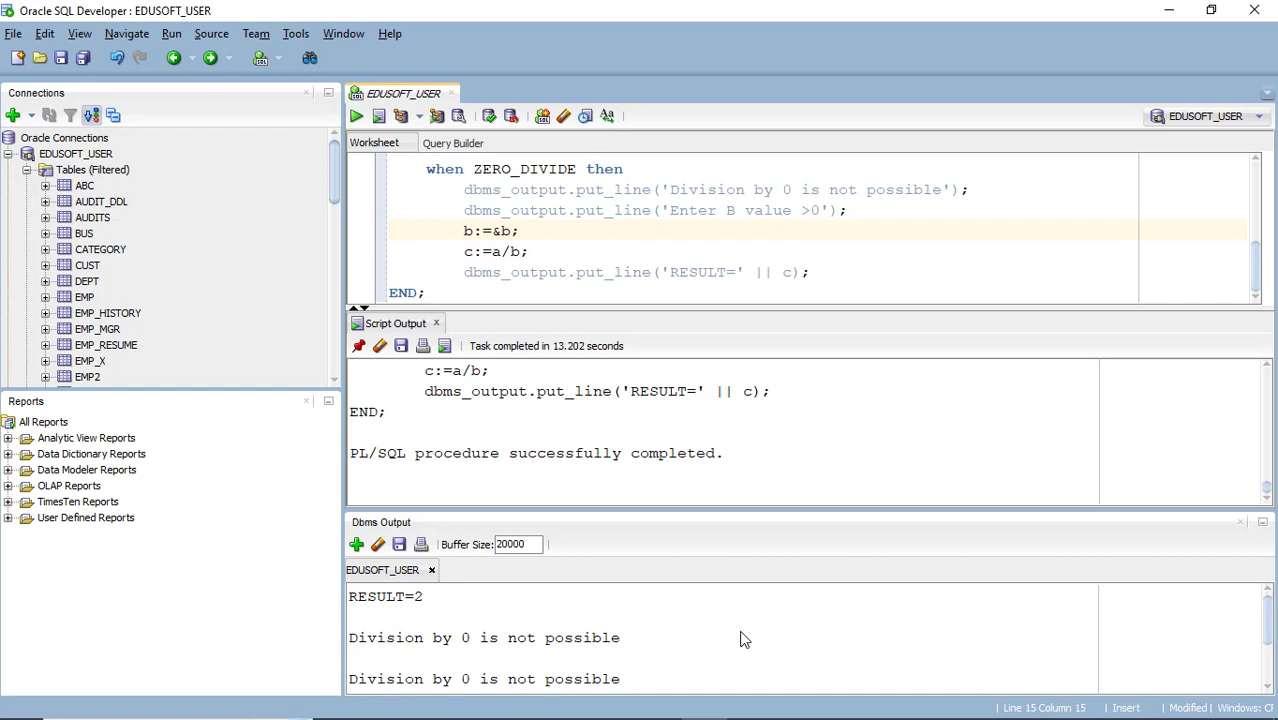 Oracle SQL Developer: EDUSOFT_USER
File Edit View Navigate Run Source Team Tools Window Help
Connections
Oracle Connections
EDUSOFT_USER
Tables (Filtered)
ABC
AUDIT_DDL
AUDITS
BUS
CATEGORY
CUST
DEPT
EMP
EMP_HISTORY
EMP_MGR
EMP_RESUME
EMP_X
EMP2
Reports
All Reports
Analytic View Reports
Data Dictionary Reports
Data Modeler Reports
OLAP Reports
TimesTen Reports
User Defined Reports
EDUSOFT_USER
EDUSOFT_USER
Worksheet Query Builder
when ZERO_DIVIDE then
dbms_output.put_line('Division by 0 is not possible');
dbms_output.put_line('Enter B value >0');
b:=&b;
c:=a/b;
dbms_output.put_line('RESULT=' || c);
END;
Script Output
Task completed in 13.202 seconds
c:=a/b;
dbms_output.put_line('RESULT=' || c);
END;
PL/SQL procedure successfully completed.
Dbms Output
Buffer Size: 20000
EDUSOFT_USER
RESULT=2
Division by 0 is not possible
Division by 0 is not possible
Line 15 Column 15 Insert Modified Windows: CF